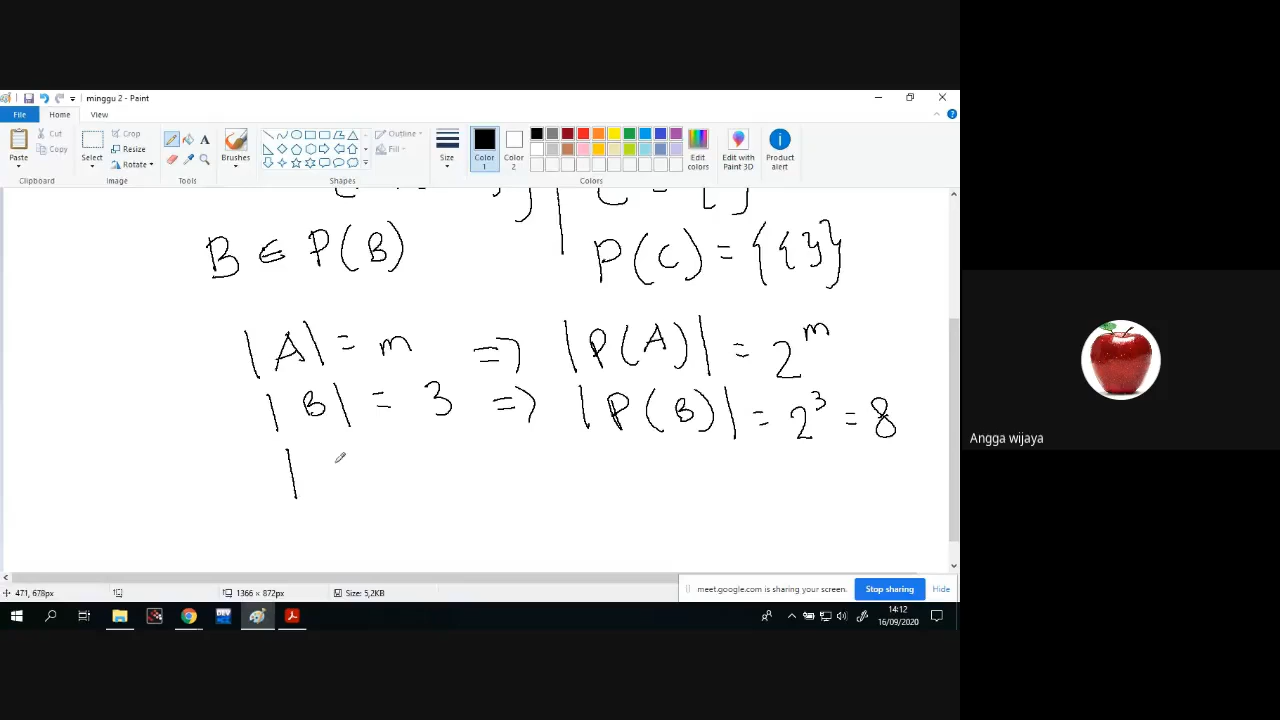 minggu 2 - Paint
File Home View
Paste Cut Copy Select Crop Resize Rotate Brushes Outline Fill Size Color 1 Color 2 Edit colors Edit with Paint 3D Product alert
Clipboard Image Tools Shapes Colors
B ∈ P(B)
P(C) = {{}}
|A| = m => |P(A)| = 2^m
|B| = 3 => |P(B)| = 2^3 = 8
|
Angga wijaya
meet.google.com is sharing your screen. Stop sharing Hide
471, 678px 1366 × 872px Size: 5,2KB
14:12
16/09/2020